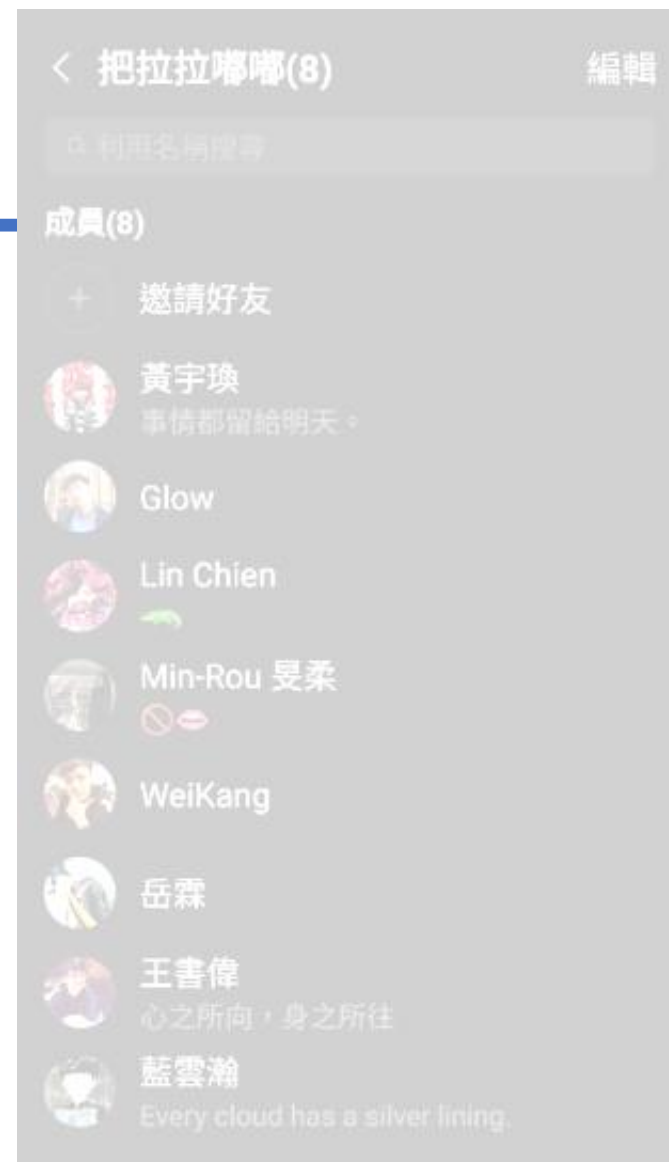 把拉拉嘟嘟(8)
編輯
利用名稱搜尋
成員(8)
邀請好友
黃宇瑍
事情都留給明天。
Glow
Lin Chien
Min-Rou 旻柔
WeiKang
岳霖
王書偉
心之所向，身之所往
藍雲瀚
Every cloud has a silver lining.